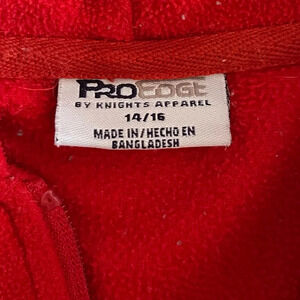 PROEDGE
BY KNIGHTS APPAREL
14/16
MADE IN/HECHO EN
BANGLADESH